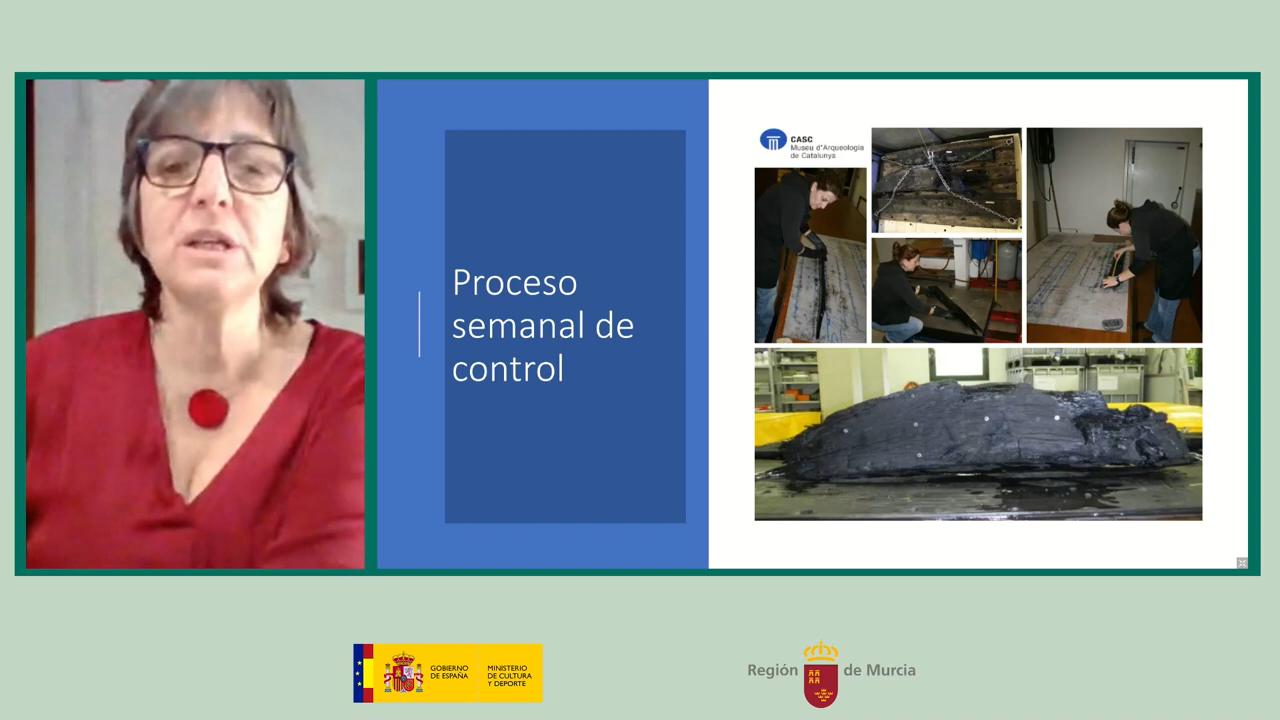 Proceso
semanal de
control
CASC
Museu d'Arqueologia
de Catalunya
GOBIERNO
DE ESPAÑA
MINISTERIO
DE CULTURA
Y DEPORTE
Región de Murcia